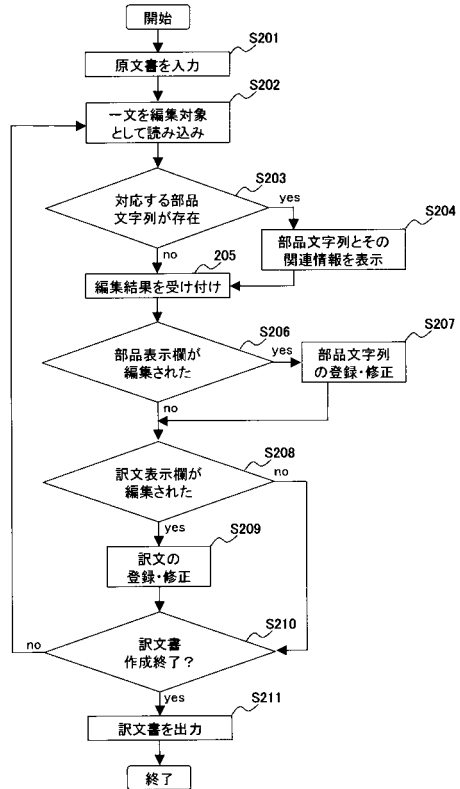 開始
S201
原文書を入力
S202
一文を編集対象
として読み込み
S203
対応する部品
文字列が存在
yes
S204
部品文字列とその
関連情報を表示
no
205
編集結果を受け付け
S206
部品表示欄が
編集された
yes
S207
部品文字列
の登録・修正
no
S208
訳文表示欄が
編集された
no
yes
S209
訳文の
登録・修正
S210
訳文書
作成終了？
no
yes
S211
訳文書を出力
終了